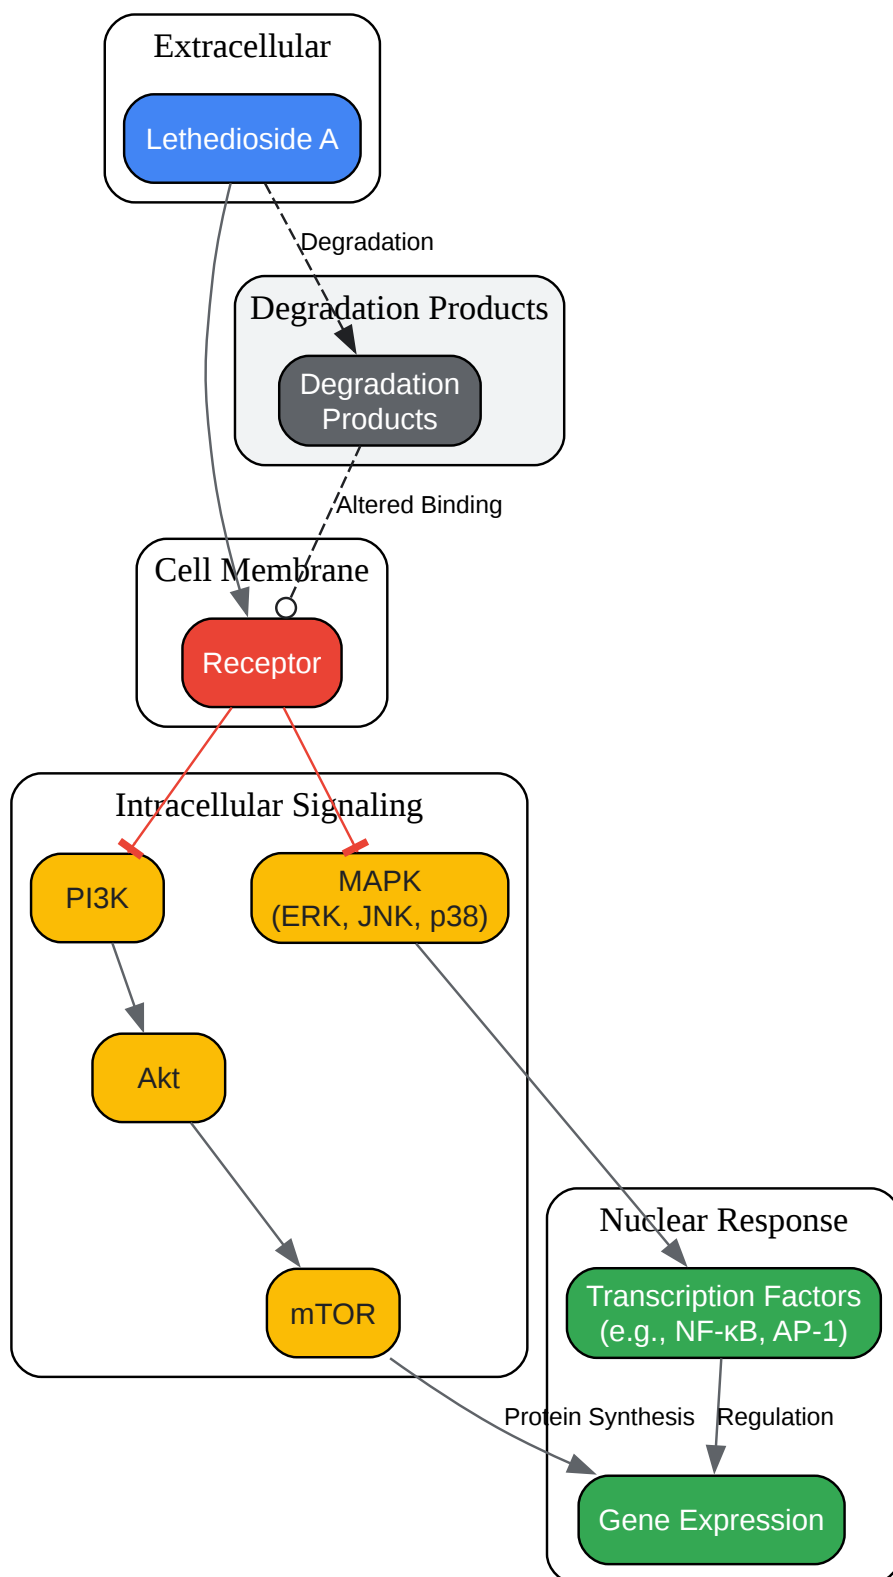 Extracellular
Lethedioside A
Degradation
Degradation Products
Degradation
Products
Altered Binding
Cell Membrane
Receptor
Intracellular Signaling
PI3K
MAPK
(ERK, JNK, p38)
Akt
mTOR
Nuclear Response
Transcription Factors
(e.g., NF-κB, AP-1)
Protein Synthesis
Regulation
Gene Expression